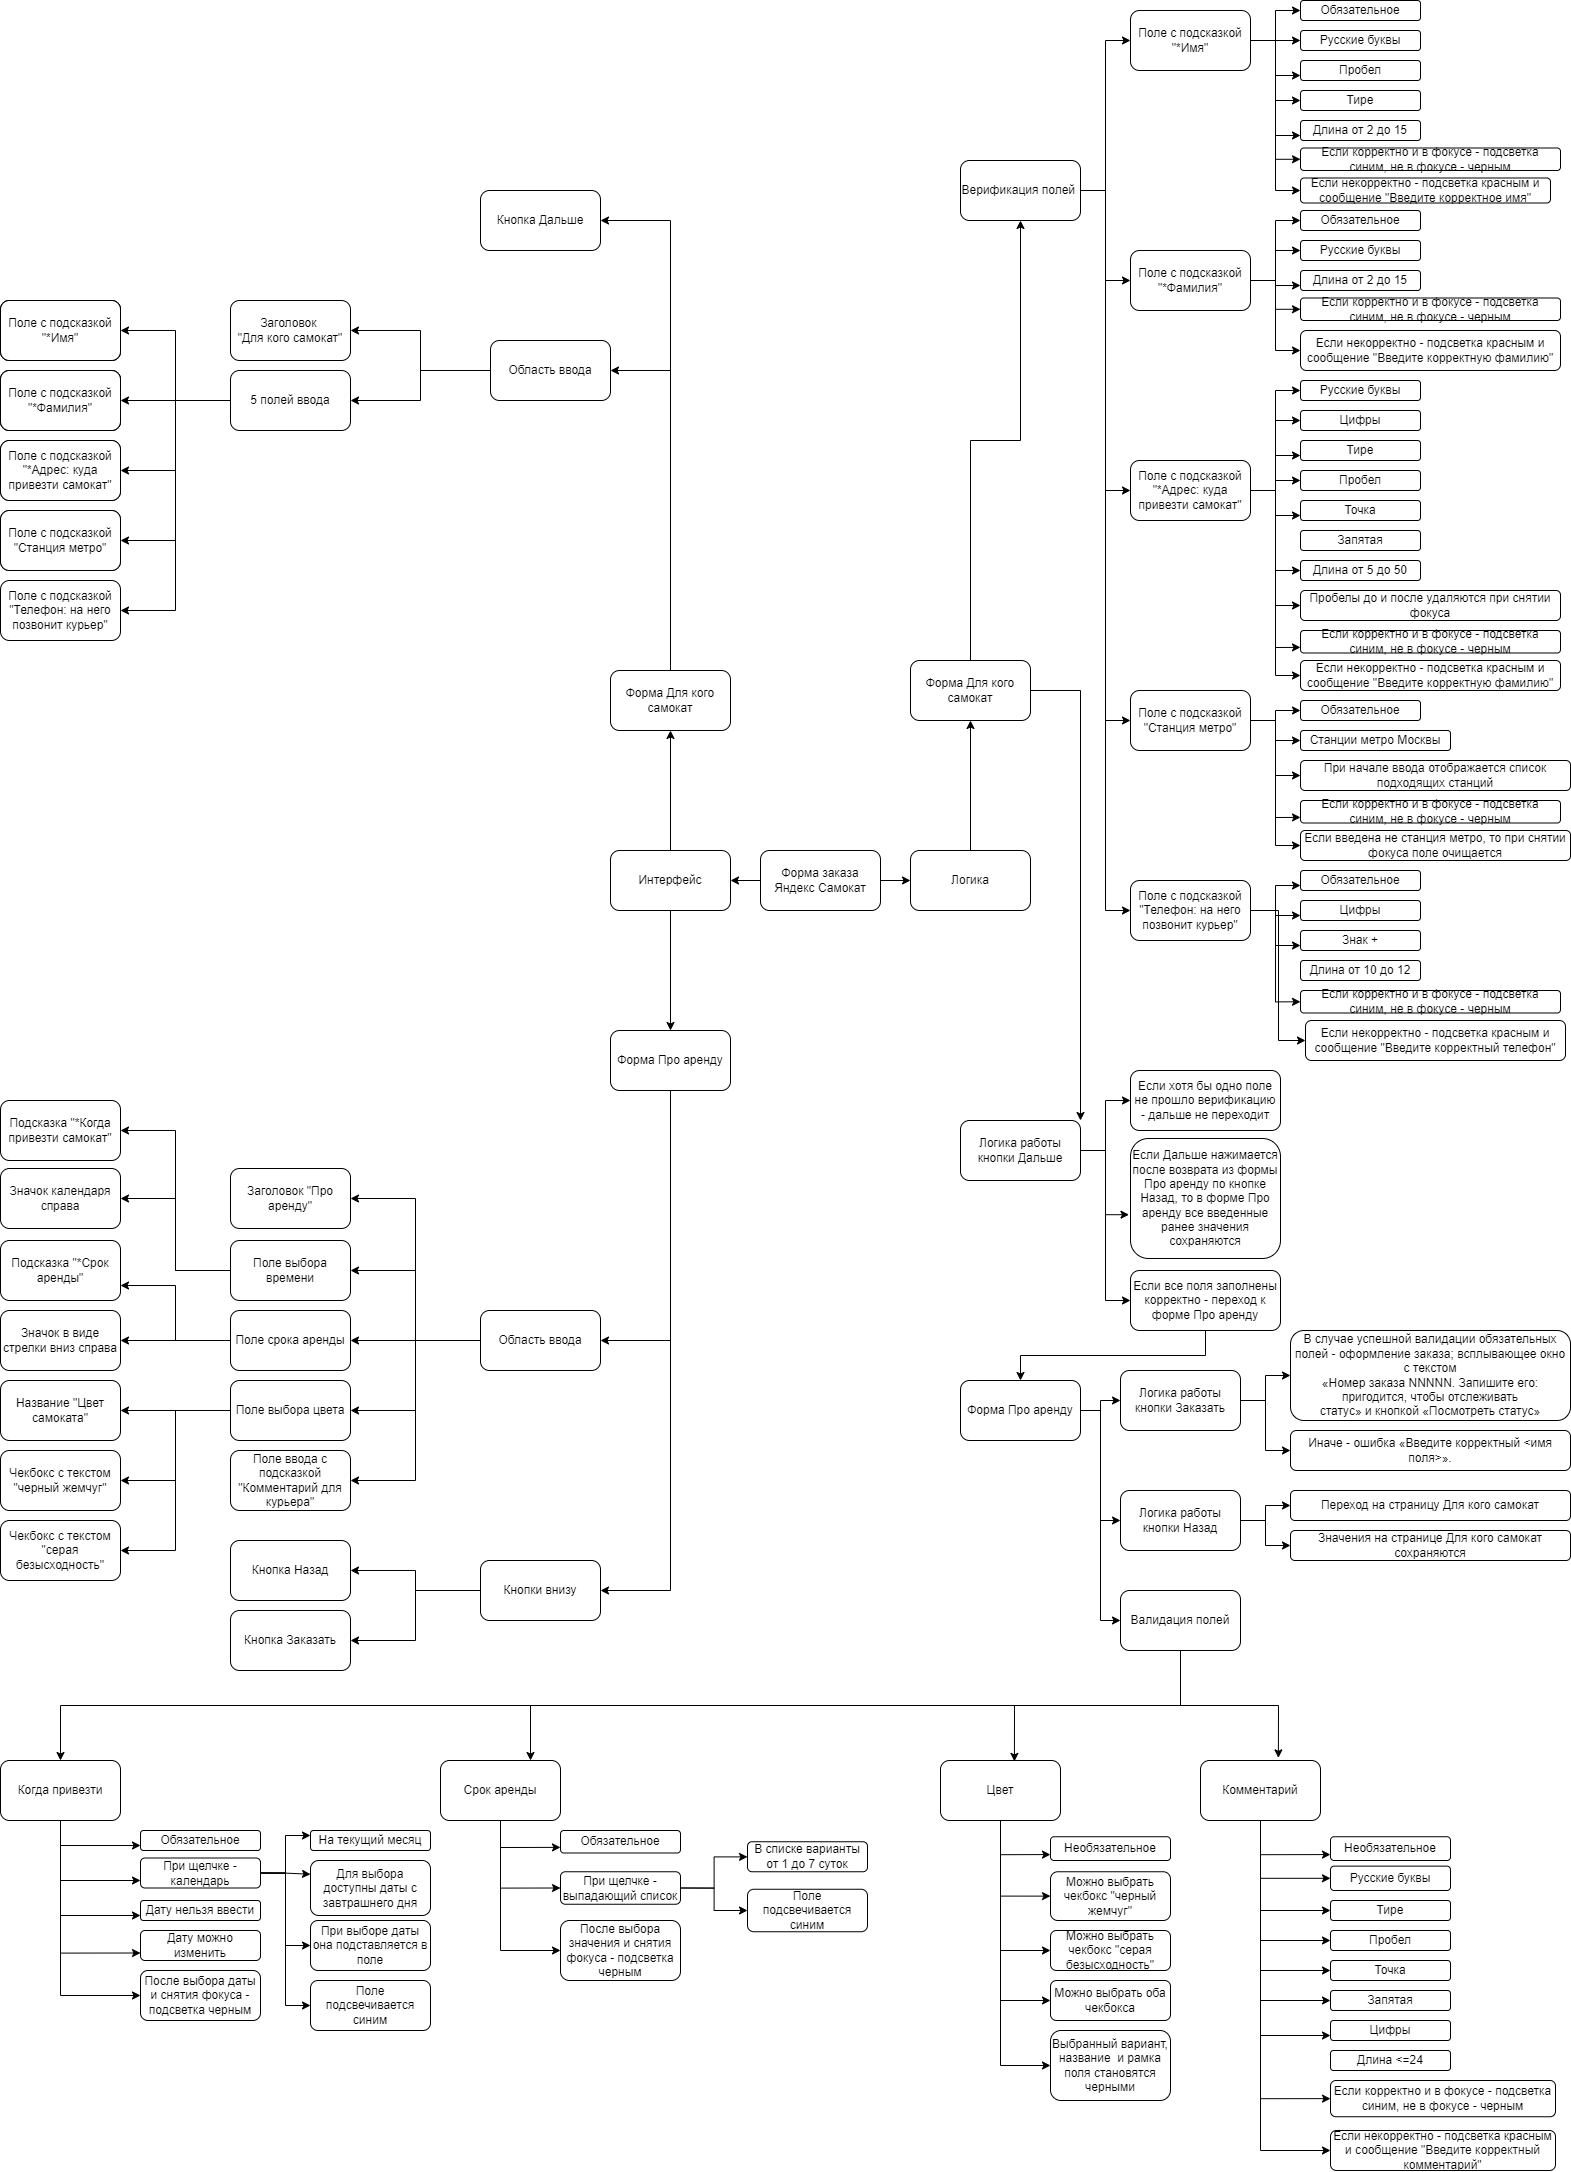 Поле с подсказкой
"*Имя"
Обязательное
Русские буквы
Пробел
Тире
Длина от 2 до 15
Если корректно и в фокусе - подсветка
синим, не в фокусе - черным
Если некорректно - подсветка красным и
сообщение "Введите корректное имя"
Верификация полей
Поле с подсказкой
"*Фамилия"
Обязательное
Русские буквы
Длина от 2 до 15
Если корректно и в фокусе - подсветка
синим, не в фокусе - черным
Если некорректно - подсветка красным и
сообщение "Введите корректную фамилию"
Поле с подсказкой
"*Адрес: куда
привезти самокат"
Русские буквы
Цифры
Тире
Пробел
Точка
Запятая
Длина от 5 до 50
Пробелы до и после удаляются при снятии
фокуса
Если корректно и в фокусе - подсветка
синим, не в фокусе - черным
Если некорректно - подсветка красным и
сообщение "Введите корректную фамилию"
Поле с подсказкой
"Станция метро"
Обязательное
Станции метро Москвы
При начале ввода отображается список
подходящих станций
Если корректно и в фокусе - подсветка
синим, не в фокусе - черным
Если введена не станция метро, то при снятии
фокуса поле очищается
Поле с подсказкой
"Телефон: на него
позвонит курьер"
Обязательное
Цифры
Знак +
Длина от 10 до 12
Если корректно и в фокусе - подсветка
синим, не в фокусе - черным
Если некорректно - подсветка красным и
сообщение "Введите корректный телефон"
Кнопка Дальше
Область ввода
Заголовок
"Для кого самокат"
5 полей ввода
Поле с подсказкой
"*Имя"
Поле с подсказкой
"*Фамилия"
Поле с подсказкой
"*Адрес: куда
привезти самокат"
Поле с подсказкой
"Станция метро"
Поле с подсказкой
"Телефон: на него
позвонит курьер"
Форма Для кого
самокат
Форма Для кого
самокат
Интерфейс
Форма заказа
Яндекс Самокат
Логика
Форма Про аренду
Логика работы
кнопки Дальше
Если хотя бы одно поле
не прошло верификацию
- дальше не переходит
Если Дальше нажимается
после возврата из формы
Про аренду по кнопке
Назад, то в форме Про
аренду все введенные
ранее значения
сохраняются
Если все поля заполнены
корректно - переход к
форме Про аренду
Подсказка "*Когда
привезти самокат"
Значок календаря
справа
Подсказка "*Срок
аренды"
Значок в виде
стрелки вниз справа
Название "Цвет
самоката"
Чекбокс с текстом
"черный жемчуг"
Чекбокс с текстом
"серая
безысходность"
Заголовок "Про
аренду"
Поле выбора
времени
Поле срока аренды
Поле выбора цвета
Поле ввода с
подсказкой
"Комментарий для
курьера"
Область ввода
Кнопка Назад
Кнопка Заказать
Кнопки внизу
Форма Про аренду
Логика работы
кнопки Заказать
В случае успешной валидации обязательных
полей - оформление заказа; всплывающее окно
с текстом
«Номер заказа NNNNN. Запишите его:
пригодится, чтобы отслеживать
статус» и кнопкой «Посмотреть статус»
Иначе - ошибка «Введите корректный <имя
поля>».
Логика работы
кнопки Назад
Переход на страницу Для кого самокат
Значения на странице Для кого самокат
сохраняются
Валидация полей
Когда привезти
Обязательное
При щелчке -
календарь
Дату нельзя ввести
Дату можно
изменить
После выбора даты
и снятия фокуса -
подсветка черным
На текущий месяц
Для выбора
доступны даты с
завтрашнего дня
При выборе даты
она подставляется в
поле
Поле
подсвечивается
синим
Срок аренды
Обязательное
При щелчке -
выпадающий список
После выбора
значения и снятия
фокуса - подсветка
черным
В списке варианты
от 1 до 7 суток
Поле
подсвечивается
синим
Цвет
Необязательное
Можно выбрать
чекбокс "черный
жемчуг"
Можно выбрать
чекбокс "серая
безысходность"
Можно выбрать оба
чекбокса
Выбранный вариант,
название и рамка
поля становятся
черными
Комментарий
Необязательное
Русские буквы
Тире
Пробел
Точка
Запятая
Цифры
Длина <=24
Если корректно и в фокусе - подсветка
синим, не в фокусе - черным
Если некорректно - подсветка красным
и сообщение "Введите корректный
комментарий"